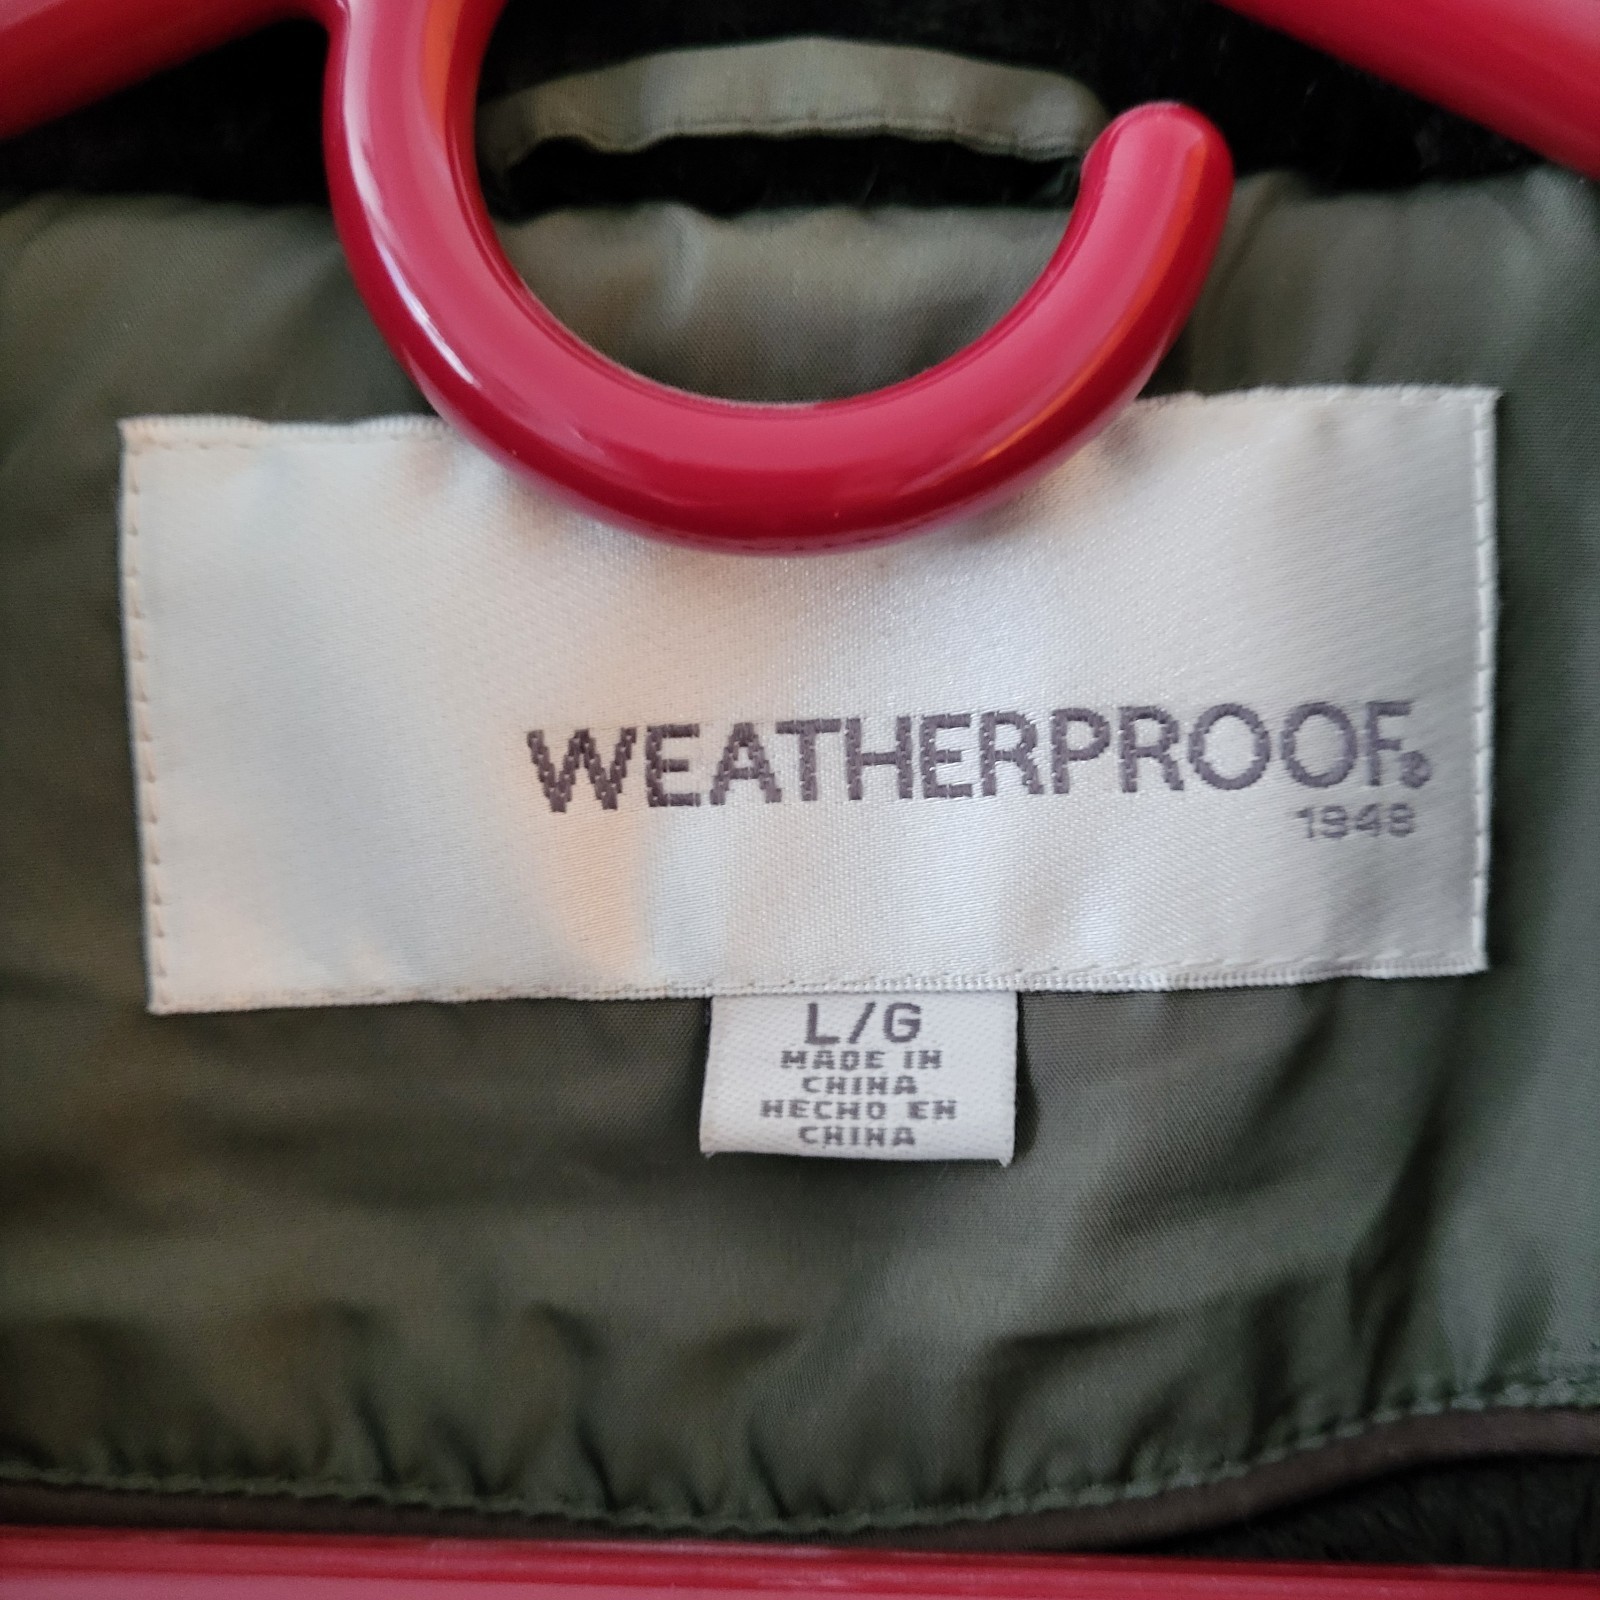 WEATHERPROOF®
1948
L/G
MADE IN
CHINA
HECHO EN
CHINA